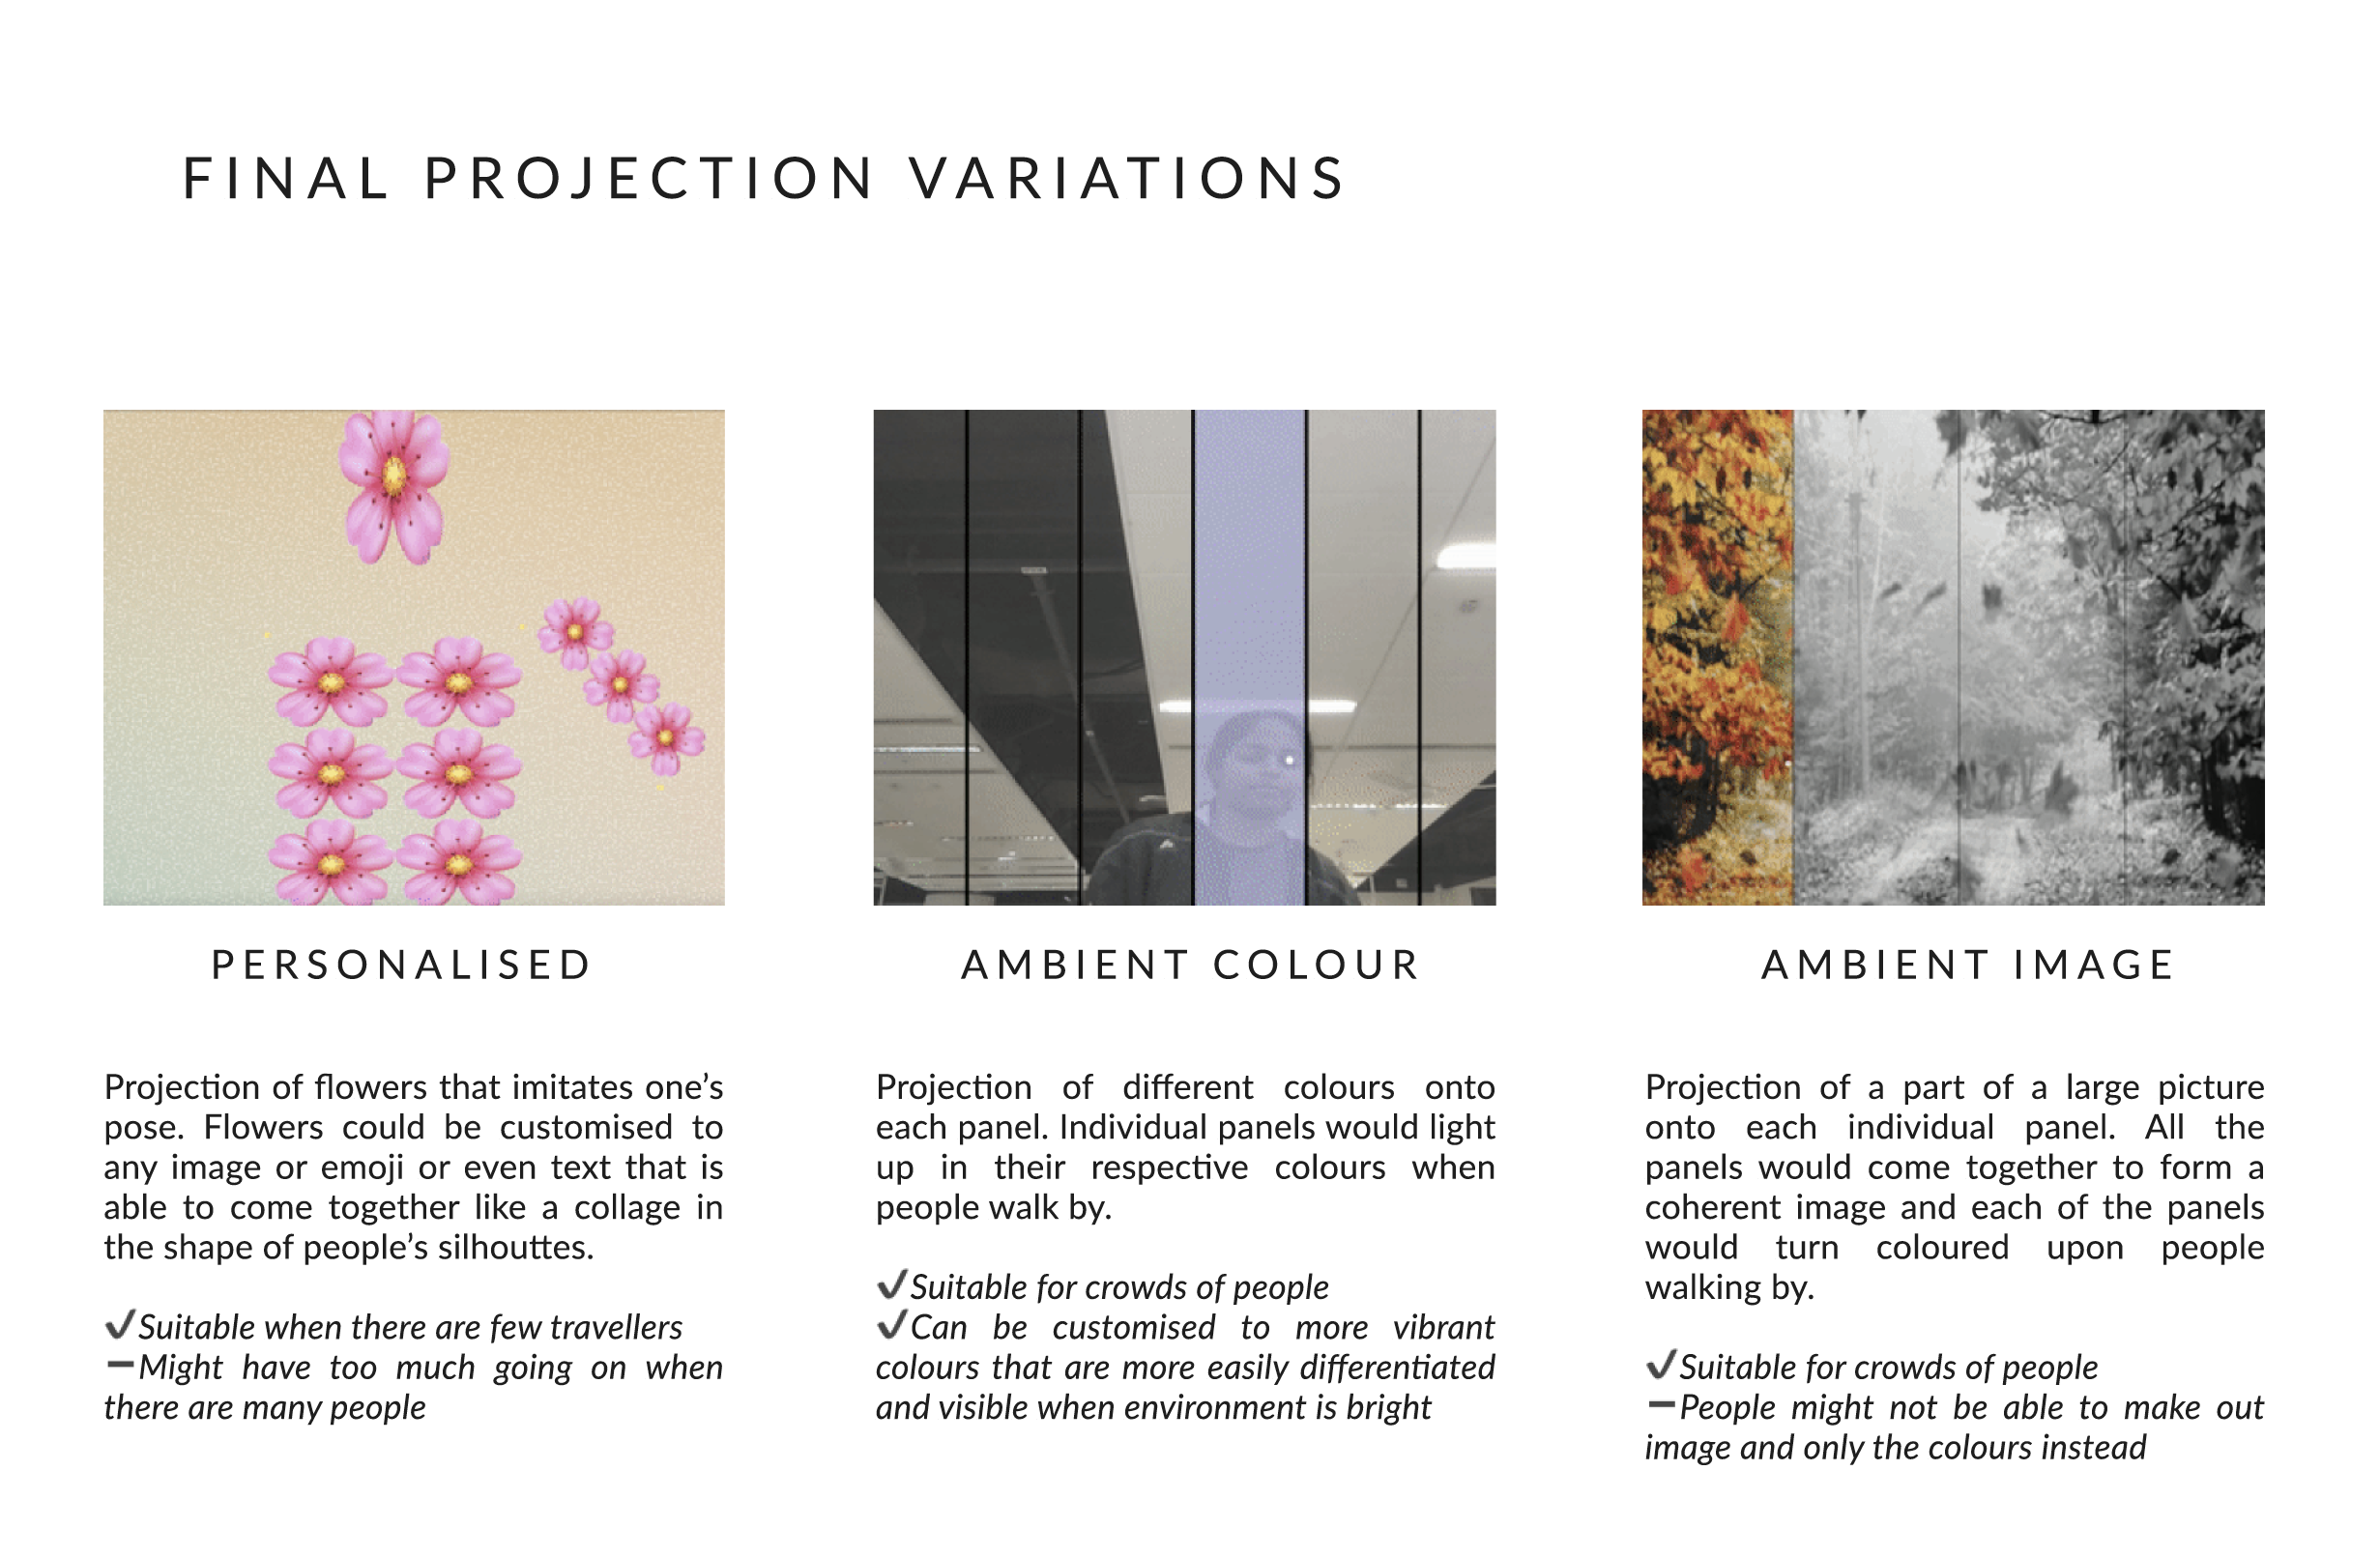 FINAL PROJECTION VARIATIONS
PERSONALISED
Projection of flowers that imitates one’s
pose. Flowers could be customised to
any image or emoji or even text that is
able to come together like a collage in
the shape of people’s silhouttes.
✔Suitable when there are few travellers
➖Might have too much going on when
there are many people
AMBIENT COLOUR
Projection of different colours onto
each panel. Individual panels would light
up in their respective colours when
people walk by.
✔Suitable for crowds of people
✔Can be customised to more vibrant
colours that are more easily differentiated
and visible when environment is bright
AMBIENT IMAGE
Projection of a part of a large picture
onto each individual panel. All the
panels would come together to form a
coherent image and each of the panels
would turn coloured upon people
walking by.
✔Suitable for crowds of people
➖People might not be able to make out
image and only the colours instead